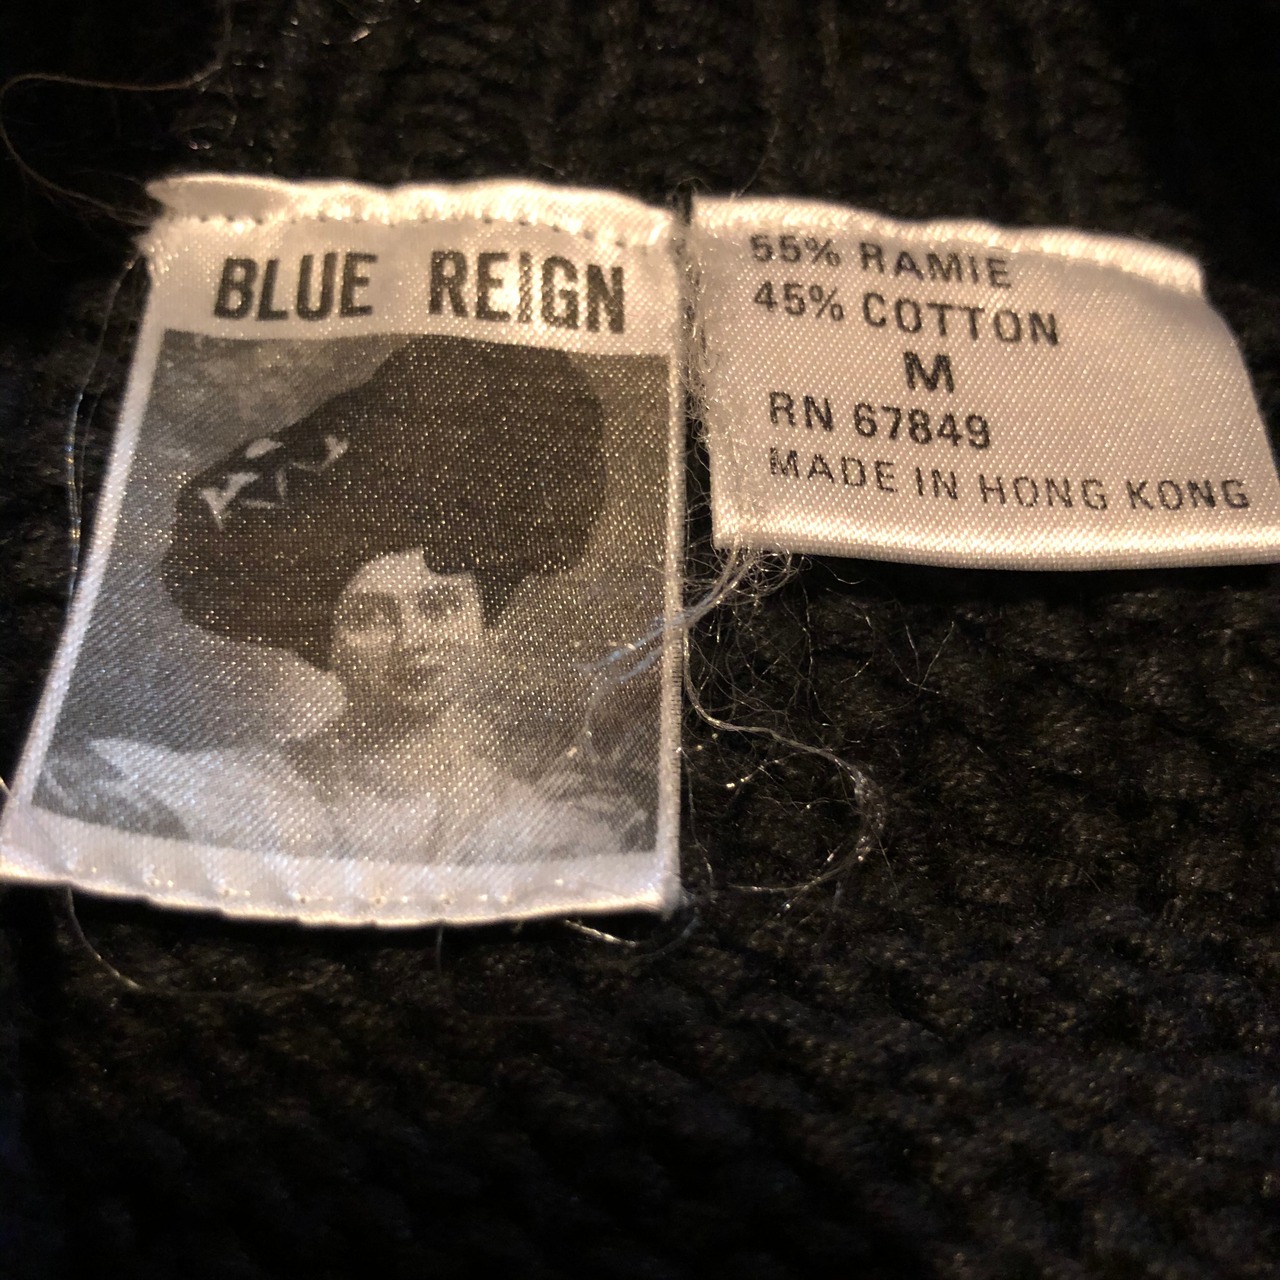 BLUE REIGN
55% RAMIE
45% COTTON
M
RN 67849
MADE IN HONG KONG